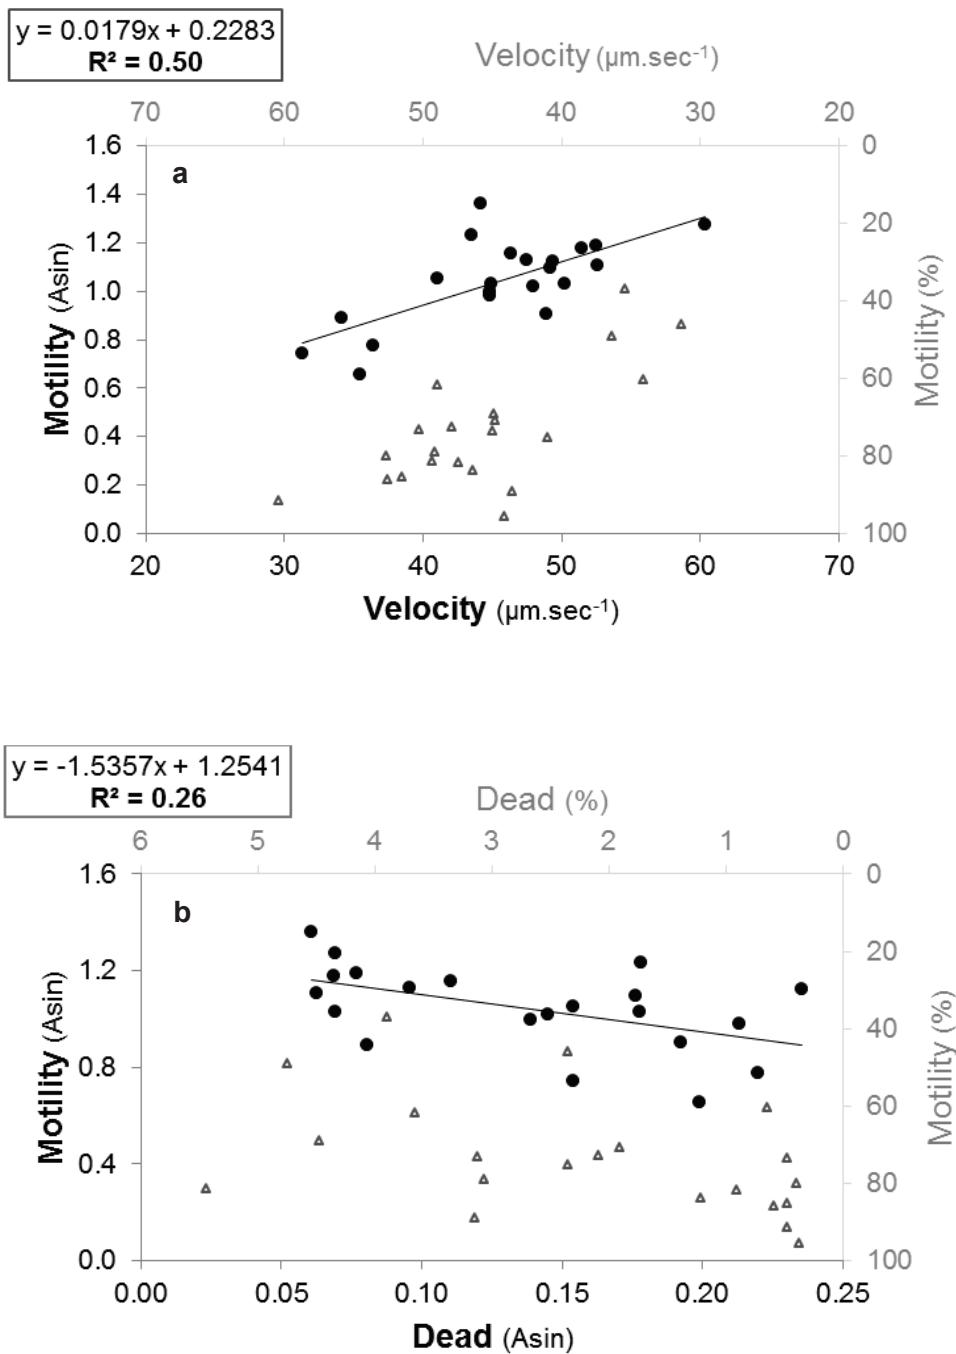 y = 0.0179x + 0.2283
R² = 0.50
Velocity (µm.sec⁻¹)
70 60 50 40 30 20
1.6 0
a
1.4
20
1.2
1.0
40
0.8
0.6
60
0.4
80
0.2
0.0 100
Motility (Asin)
Motility (%)
20 30 40 50 60 70
Velocity (µm.sec⁻¹)
y = -1.5357x + 1.2541
R² = 0.26
Dead (%)
6 5 4 3 2 1 0
1.6 0
b
20
1.2
40
0.8
60
0.4
80
0.0 100
Motility (Asin)
Motility (%)
0.00 0.05 0.10 0.15 0.20 0.25
Dead (Asin)